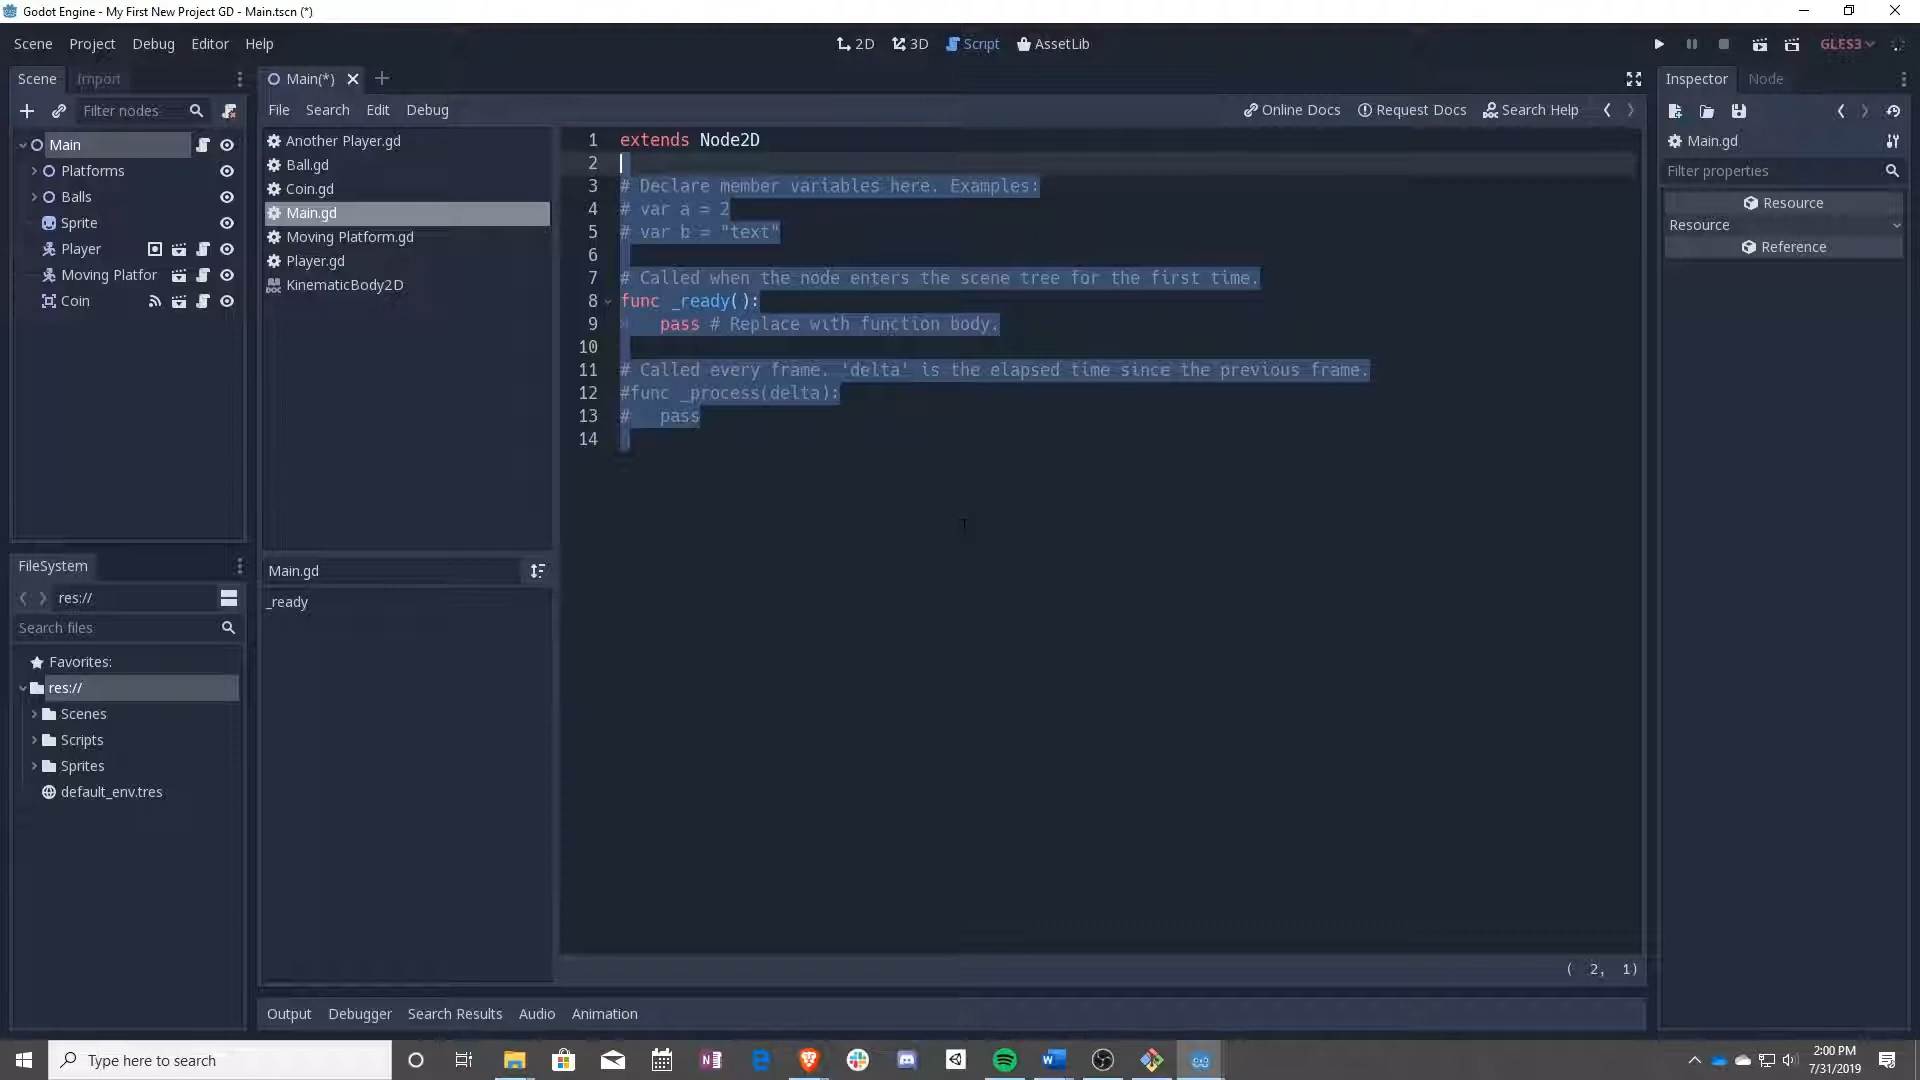 Godot Engine - My First New Project GD - Main.tscn (*)
Scene Project Debug Editor Help
2D 3D Script AssetLib
GLES3
Scene Import
Filter nodes
Main
Platforms
Balls
Sprite
Player
Moving Platfor
Coin
FileSystem
res://
Search files
Favorites:
res://
Scenes
Scripts
Sprites
default_env.tres
Main(*)
File Search Edit Debug
Online Docs Request Docs Search Help
Another Player.gd
Ball.gd
Coin.gd
Main.gd
Moving Platform.gd
Player.gd
KinematicBody2D
Main.gd
_ready
1 extends Node2D
2
3 # Declare member variables here. Examples:
4 # var a = 2
5 # var b = "text"
6
7 # Called when the node enters the scene tree for the first time.
8 func _ready():
9 pass # Replace with function body.
10
11 # Called every frame. 'delta' is the elapsed time since the previous frame.
12 #func _process(delta):
13 # pass
14
( 2, 1)
Output Debugger Search Results Audio Animation
Inspector Node
Main.gd
Filter properties
Resource
Resource
Reference
Type here to search
2:00 PM
7/31/2019